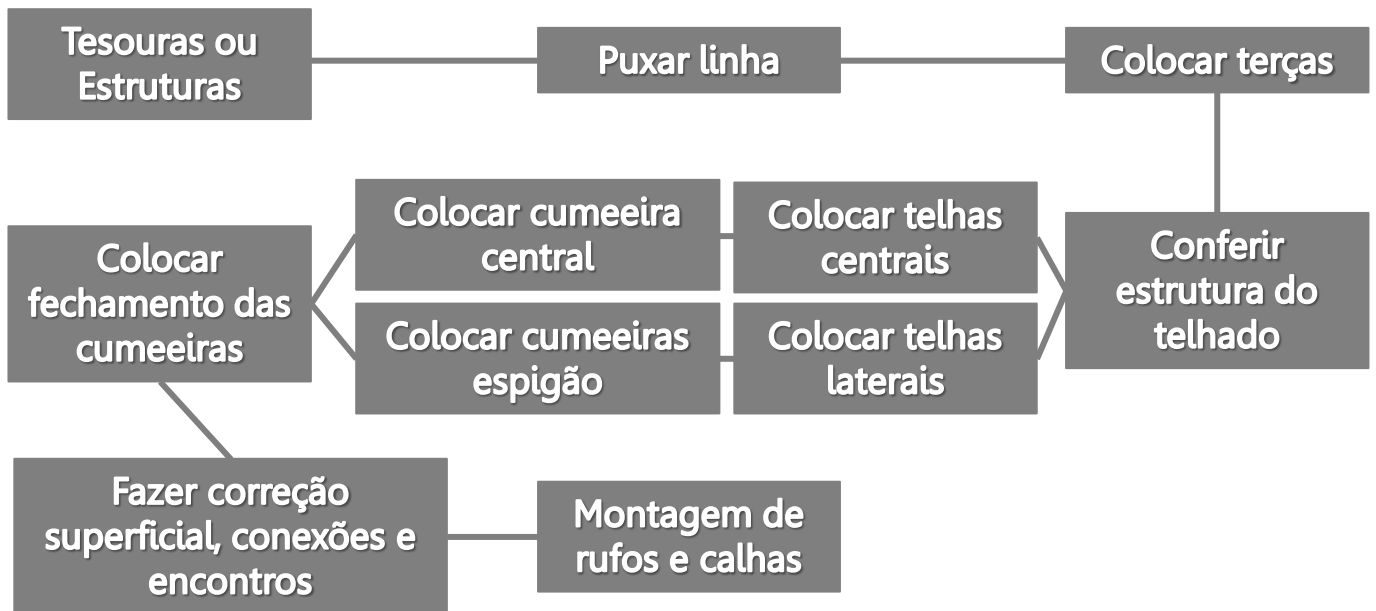 Tesouras ou
Estruturas
Puxar linha
Colocar terças
Colocar
fechamento das
cumeeiras
Colocar cumeeira
central
Colocar telhas
centrais
Colocar cumeeiras
espigão
Colocar telhas
laterais
Conferir
estrutura do
telhado
Fazer correção
superficial, conexões e
encontros
Montagem de
rufos e calhas